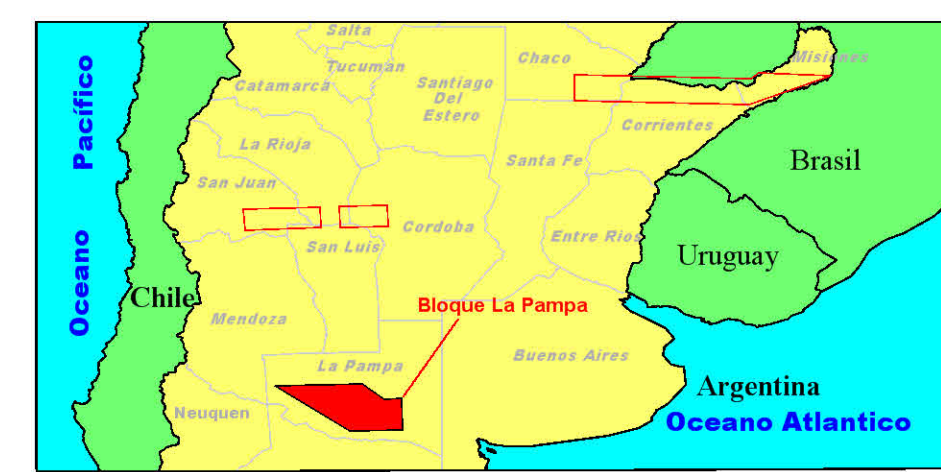 Salta
Pacífico
Chaco
Misiones
Tucumán
Catamarca
Santiago
Del
Estero
Corrientes
La Rioja
Brasil
Santa Fe
San Juan
Cordoba
Entre Rios
San Luis
Oceano
Uruguay
Chile
Bloque La Pampa
Mendoza
Buenos Aires
La Pampa
Argentina
Neuquen
Oceano Atlantico